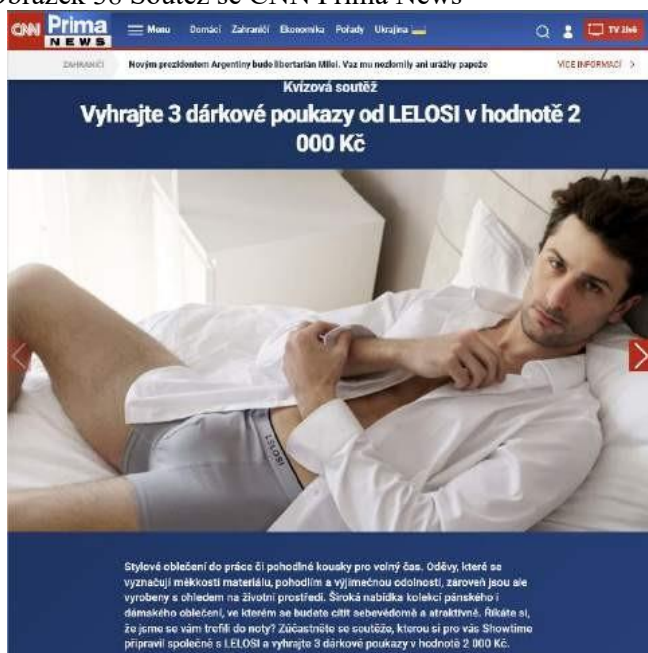 Obrázek 38 Soutěž se CNN Prima News
CNN Prima NEWS Menu Domácí Zahraničí Ekonomika Pořady Ukrajina TV živě
ZAHRANIČÍ Novým prezidentem Argentiny bude libertarián Milei. Vaz mu nezlomily ani urážky papeže VÍCE INFORMACÍ
Kvízová soutěž
Vyhrajte 3 dárkové poukazy od LELOSI v hodnotě 2
000 Kč
LELOSI
Stylové oblečení do práce či pohodlné kousky pro volný čas. Oděvy, které se
vyznačují měkkostí materiálu, pohodlím a výjimečnou odolností, zároveň jsou ale
vyrobeny s ohledem na životní prostředí. Široká nabídka kolekcí pánského i
dámského oblečení, ve kterém se budete cítit sebevědomě a atraktivně. Říkáte si,
že jsme se vám trefili do noty? Zúčastněte se soutěže, kterou si pro vás Showtime
připravil společně s LELOSI a vyhrajte 3 dárkové poukazy v hodnotě 2 000 Kč.